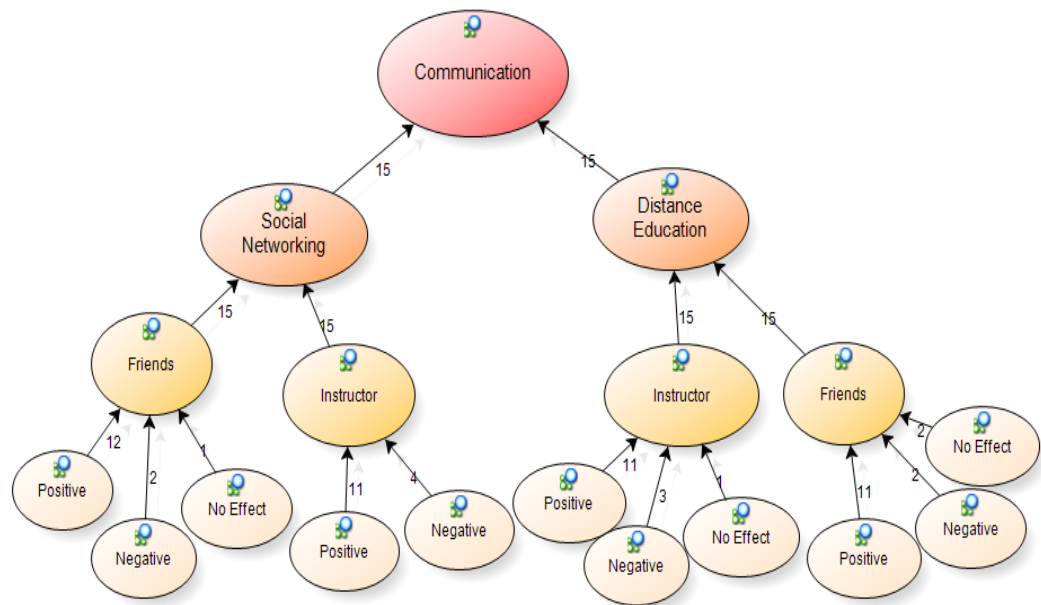 Communication
15
15
Social
Networking
Distance
Education
15
15
15
15
Friends
Instructor
Instructor
Friends
12
2
1
11
4
11
3
1
11
2
2
Positive
Negative
No Effect
Positive
Negative
Positive
Negative
No Effect
Positive
Negative
No Effect